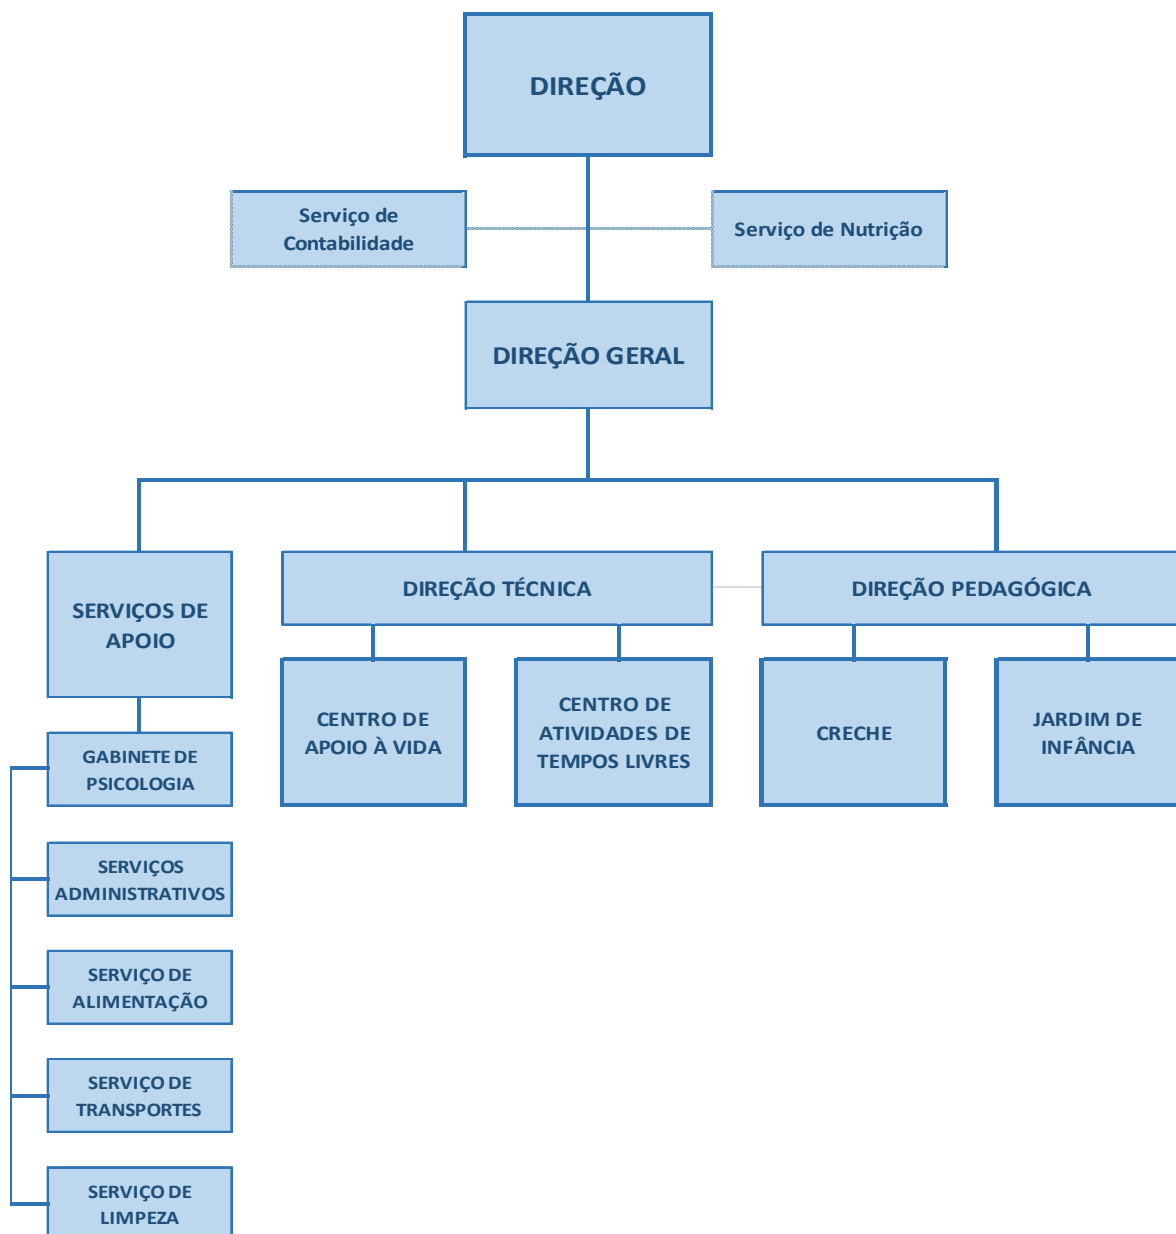 DIREÇÃO
Serviço de
Contabilidade
Serviço de Nutrição
DIREÇÃO GERAL
SERVIÇOS DE
APOIO
DIREÇÃO TÉCNICA
DIREÇÃO PEDAGÓGICA
CENTRO DE
APOIO À VIDA
CENTRO DE
ATIVIDADES DE
TEMPOS LIVRES
CRECHE
JARDIM DE
INFÂNCIA
GABINETE DE
PSICOLOGIA
SERVIÇOS
ADMINISTRATIVOS
SERVIÇO DE
ALIMENTAÇÃO
SERVIÇO DE
TRANSPORTES
SERVIÇO DE
LIMPEZA